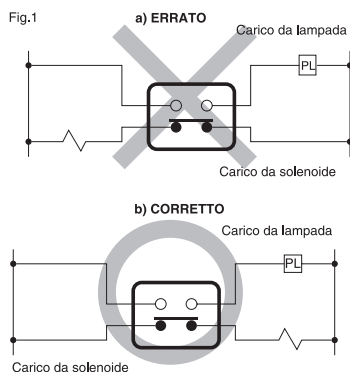 Fig.1
a) ERRATO
Carico da lampada
PL
Carico da solenoide
b) CORRETTO
Carico da lampada
PL
Carico da solenoide